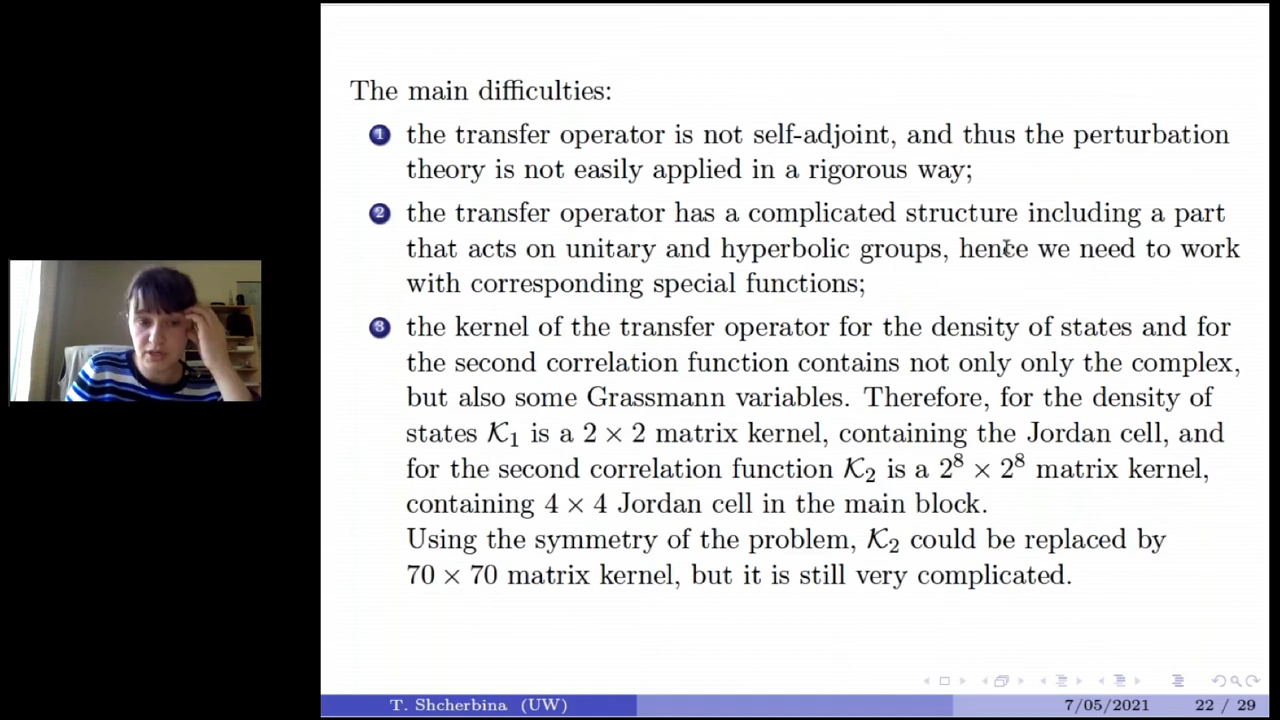 The main difficulties:
1 the transfer operator is not self-adjoint, and thus the perturbation
theory is not easily applied in a rigorous way;
2 the transfer operator has a complicated structure including a part
that acts on unitary and hyperbolic groups, hence we need to work
with corresponding special functions;
3 the kernel of the transfer operator for the density of states and for
the second correlation function contains not only only the complex,
but also some Grassmann variables. Therefore, for the density of
states 𝒦₁ is a 2 × 2 matrix kernel, containing the Jordan cell, and
for the second correlation function 𝒦₂ is a 2⁸ × 2⁸ matrix kernel,
containing 4 × 4 Jordan cell in the main block.
Using the symmetry of the problem, 𝒦₂ could be replaced by
70 × 70 matrix kernel, but it is still very complicated.
T. Shcherbina (UW) 7/05/2021 22 / 29